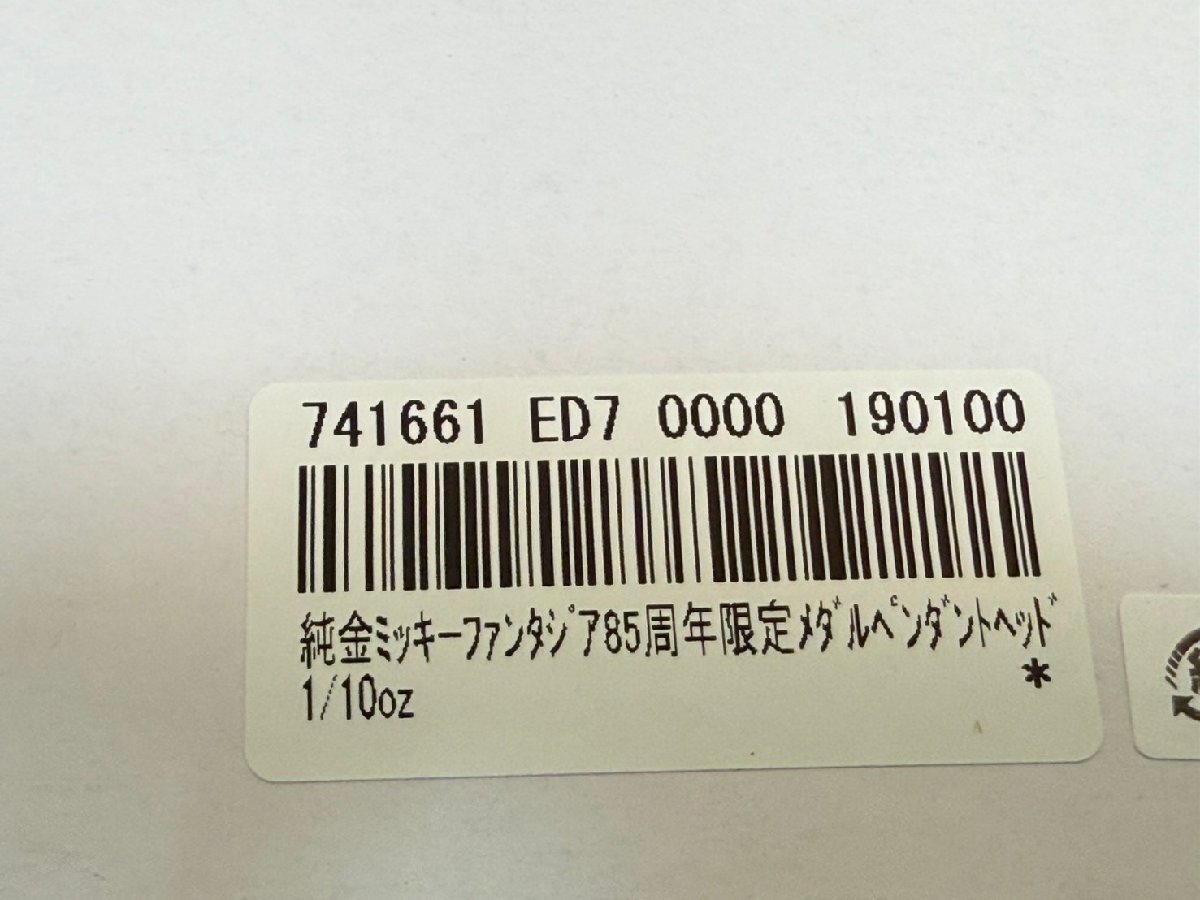 741661 ED7 0000 190100
純金ミッキーファンタジア85周年限定メダルペンダントヘッド
1/10oz *